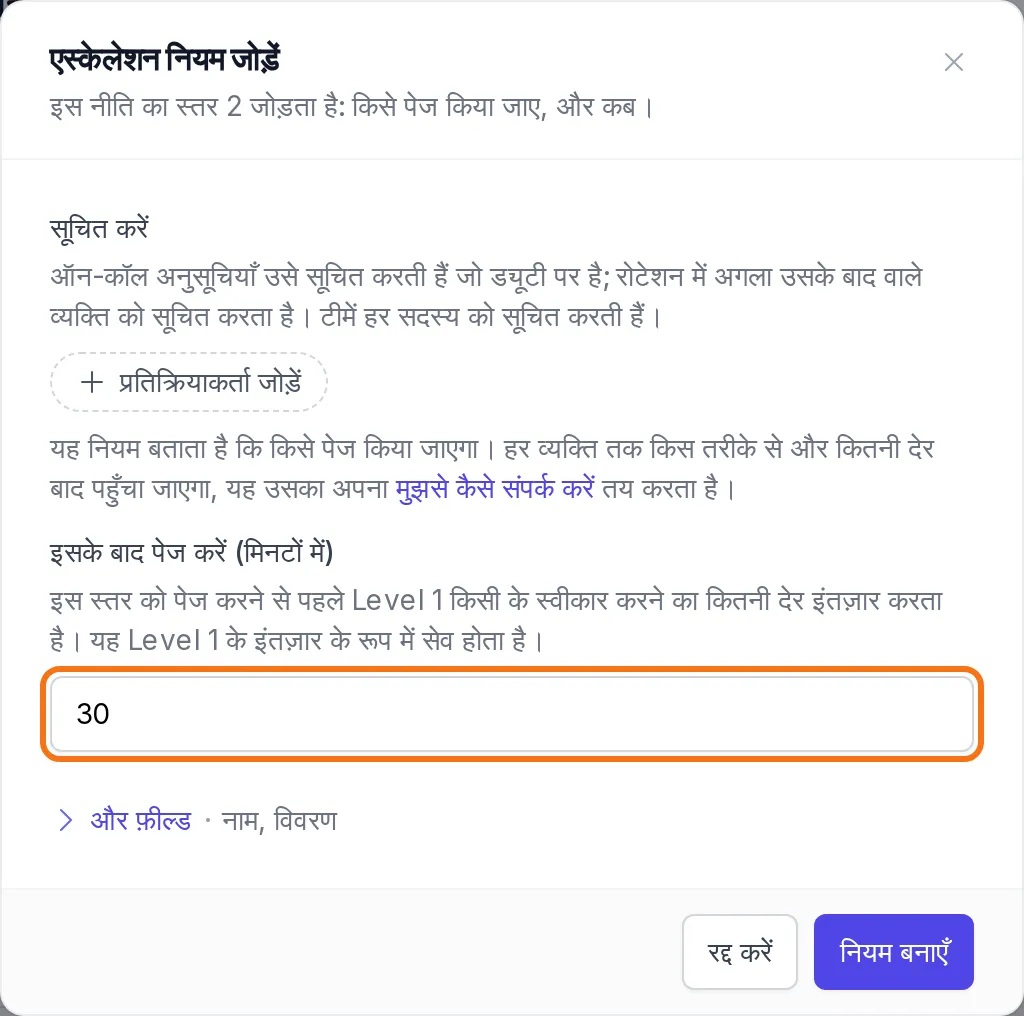 एस्केलेशन नियम जोड़ें
इस नीति का स्तर 2 जोड़ता है: किसे पेज किया जाए, और कब।
सूचित करें
ऑन-कॉल अनुसूचियाँ उसे सूचित करती हैं जो ड्यूटी पर है; रोटेशन में अगला उसके बाद वाले
व्यक्ति को सूचित करता है। टीमें हर सदस्य को सूचित करती हैं।
प्रतिक्रियाकर्ता जोड़ें
यह नियम बताता है कि किसे पेज किया जाएगा। हर व्यक्ति तक किस तरीके से और कितनी देर
बाद पहुँचा जाएगा, यह उसका अपना मुझसे कैसे संपर्क करें तय करता है।
इसके बाद पेज करें (मिनटों में)
इस स्तर को पेज करने से पहले Level 1 किसी के स्वीकार करने का कितनी देर इंतज़ार करता
है। यह Level 1 के इंतज़ार के रूप में सेव होता है।
30
और फ़ील्ड · नाम, विवरण
रद्द करें
नियम बनाएँ